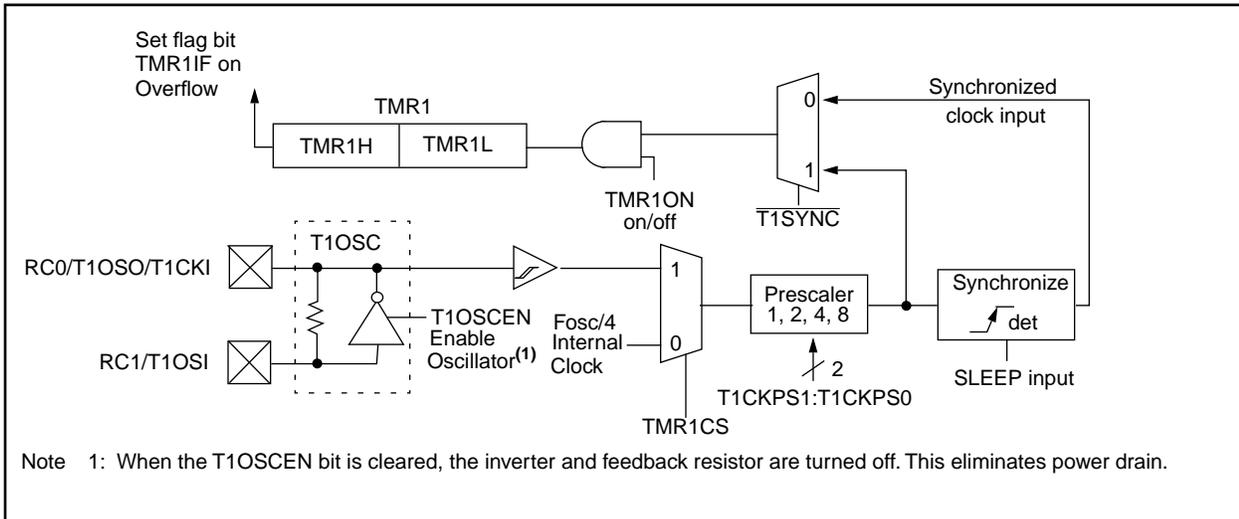 Set flag bit
TMR1IF on
Overflow
TMR1
TMR1H
TMR1L
TMR1ON
on/off
0
1
T1SYNC
Synchronized
clock input
RC0/T1OSO/T1CKI
RC1/T1OSI
T1OSC
T1OSCEN
Enable
Oscillator(1)
Fosc/4
Internal
Clock
1
0
TMR1CS
Prescaler
1, 2, 4, 8
2
T1CKPS1:T1CKPS0
Synchronize
det
SLEEP input
Note 1: When the T1OSCEN bit is cleared, the inverter and feedback resistor are turned off. This eliminates power drain.